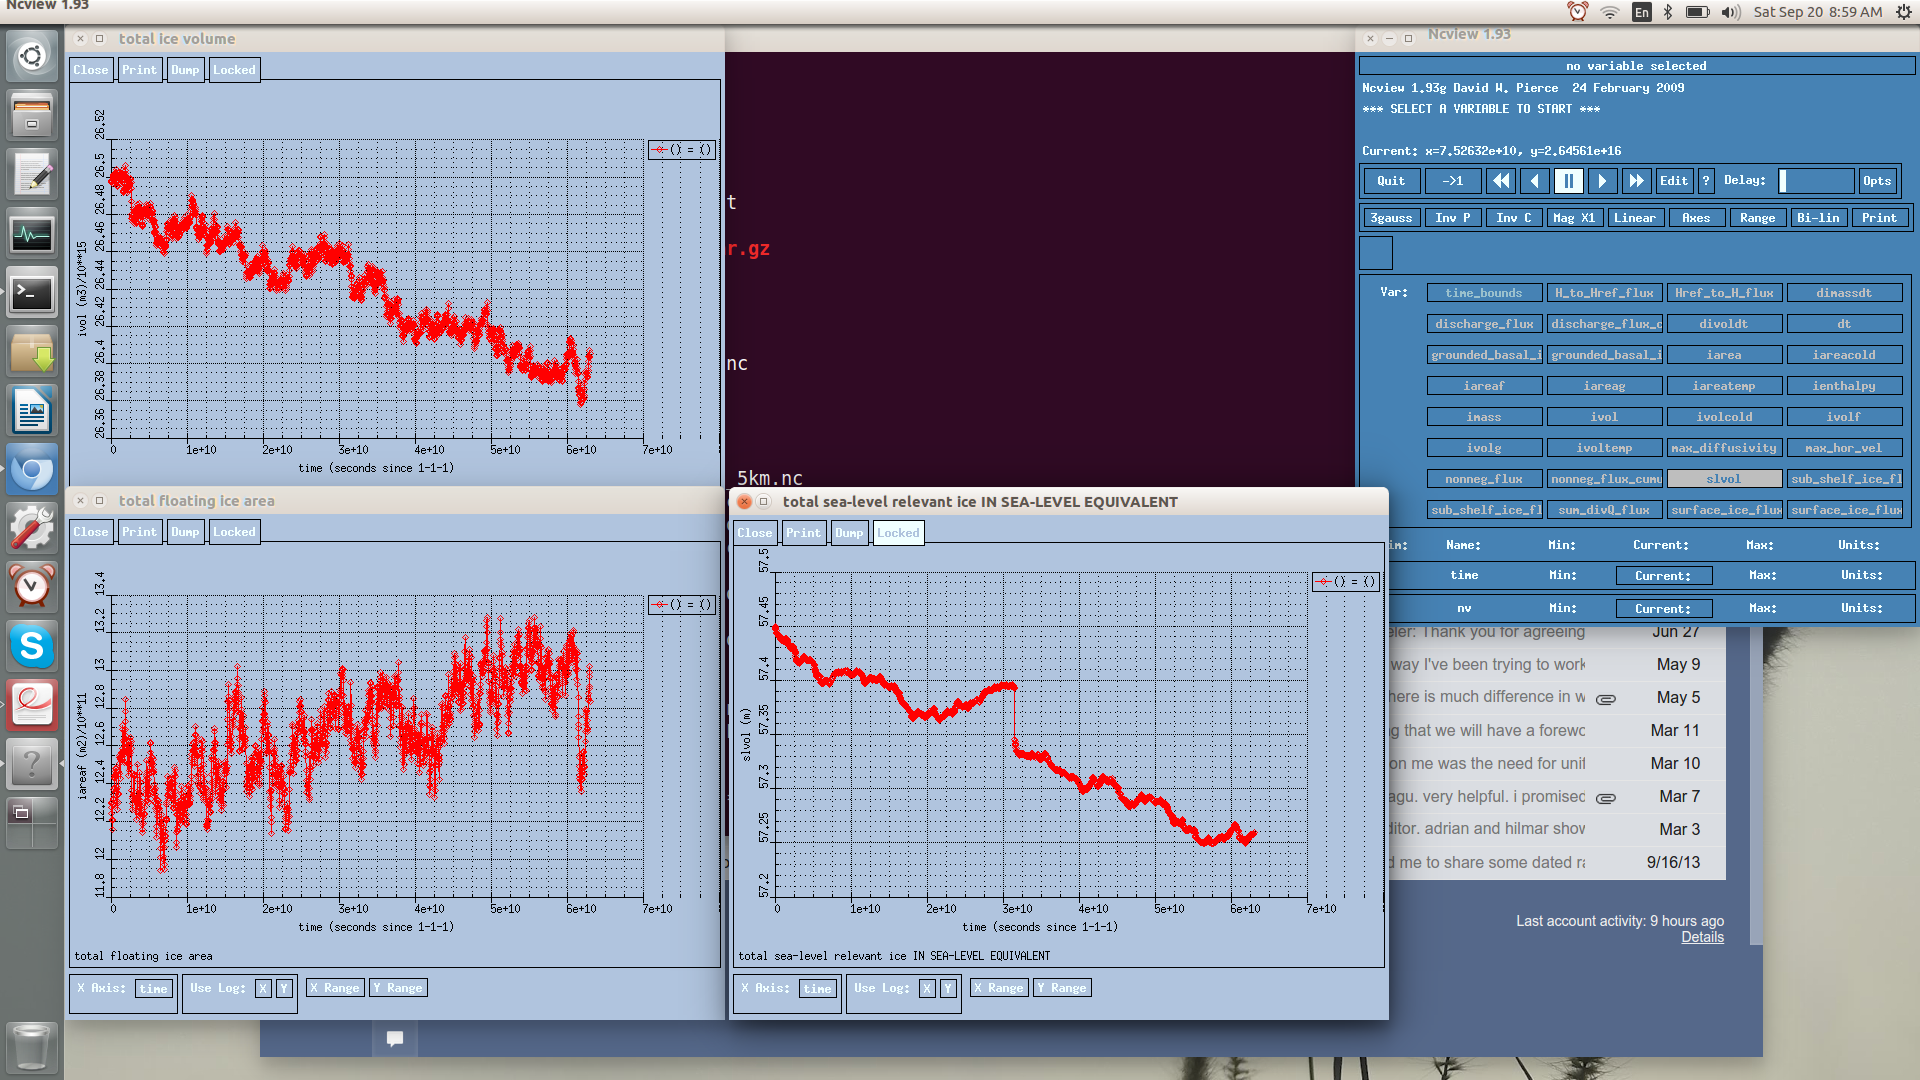 Ncview 1.93
En
Sat Sep 20 8:59 AM
total ice volume
Close Print Dump Locked
26.52
26.5
26.48
26.46
26.44
26.42
26.4
26.38
26.36
ivol (m3)/10**15
() = ()
0 1e+10 2e+10 3e+10 4e+10 5e+10 6e+10 7e+10
time (seconds since 1-1-1)
total floating ice area
Close Print Dump Locked
13.4
13.2
13
12.8
12.6
12.4
12.2
12
11.8
iareaf (m2)/10**11
() = ()
0 1e+10 2e+10 3e+10 4e+10 5e+10 6e+10 7e+10
time (seconds since 1-1-1)
total floating ice area
X Axis: time Use Log: X Y X Range Y Range
t
r.gz
nc
5km.nc
total sea-level relevant ice IN SEA-LEVEL EQUIVALENT
Close Print Dump Locked
57.5
57.45
57.4
57.35
57.3
57.25
57.2
slvol (m)
() = ()
0 1e+10 2e+10 3e+10 4e+10 5e+10 6e+10 7e+10
time (seconds since 1-1-1)
total sea-level relevant ice IN SEA-LEVEL EQUIVALENT
X Axis: time Use Log: X Y X Range Y Range
Ncview 1.93
no variable selected
Ncview 1.93g David W. Pierce 24 February 2009
*** SELECT A VARIABLE TO START ***
Current: x=7.52632e+10, y=2.64561e+16
Quit ->1 Edit ? Delay: Opts
3gauss Inv P Inv C Mag X1 Linear Axes Range Bi-lin Print
Var: time_bounds H_to_Href_flux Href_to_H_flux dimassdt
discharge_flux discharge_flux_c divoldt dt
grounded_basal_i grounded_basal_i iarea iareacold
iareaf iareag iareatemp ienthalpy
imass ivol ivolcold ivolf
ivolg ivoltemp max_diffusivity max_hor_vel
nonneg_flux nonneg_flux_cumu slvol sub_shelf_ice_fl
sub_shelf_ice_fl sum_divQ_flux surface_ice_flux surface_ice_flux
im: Name: Min: Current: Max: Units:
time Min: Current: Max: Units:
nv Min: Current: Max: Units:
eler: Thank you for agreeing Jun 27
way I've been trying to work May 9
here is much difference in w May 5
g that we will have a forewo Mar 11
on me was the need for unif Mar 10
agu. very helpful. i promised Mar 7
ditor. adrian and hilmar show Mar 3
d me to share some dated ra 9/16/13
Last account activity: 9 hours ago
Details